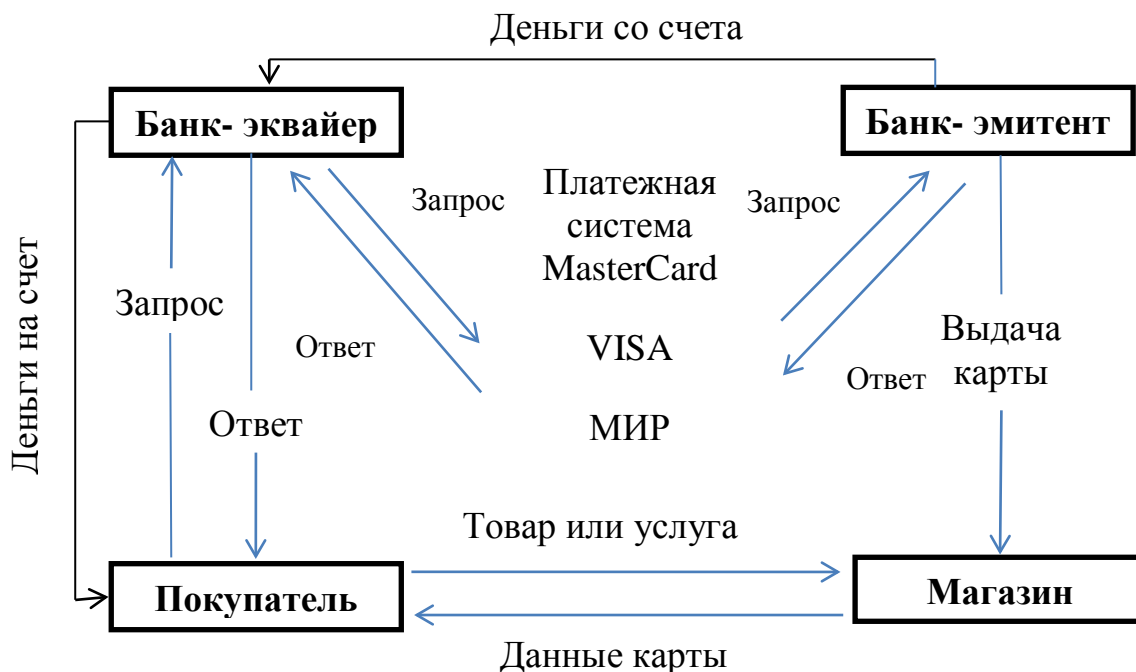 Деньги со счета
Банк- эквайер
Банк- эмитент
Запрос
Платежная
система
MasterCard
Запрос
Деньги на счет
Запрос
Ответ
VISA
Выдача
карты
Ответ
Ответ
МИР
Товар или услуга
Покупатель
Магазин
Данные карты